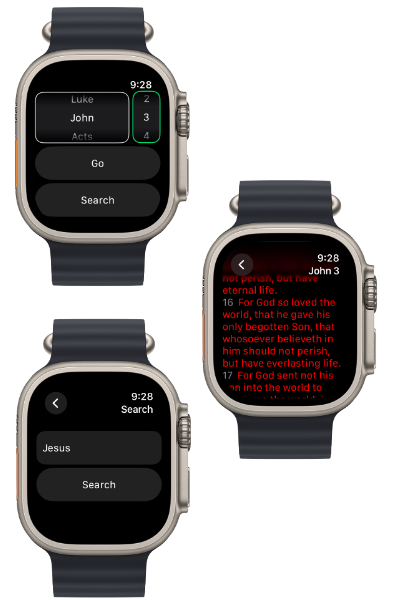 9:28
Luke 2
John 3
Acts 4
Go
Search
9:28
John 3
not perish, but have
eternal life.
16 For God so loved the
world, that he gave his
only begotten Son, that
whosoever believeth in
him should not perish,
but have everlasting life.
17 For God sent not his
on into the world to
9:28
Search
Jesus
Search